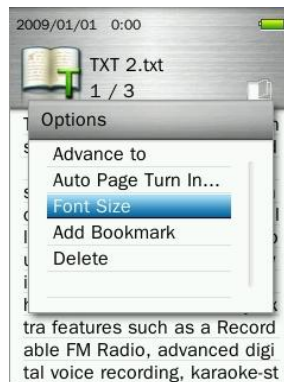 2009/01/01 0:00
TXT 2.txt
1 / 3
Options
Advance to
Auto Page Turn In...
Font Size
Add Bookmark
Delete
tra features such as a Record
able FM Radio, advanced digi
tal voice recording, karaoke-st